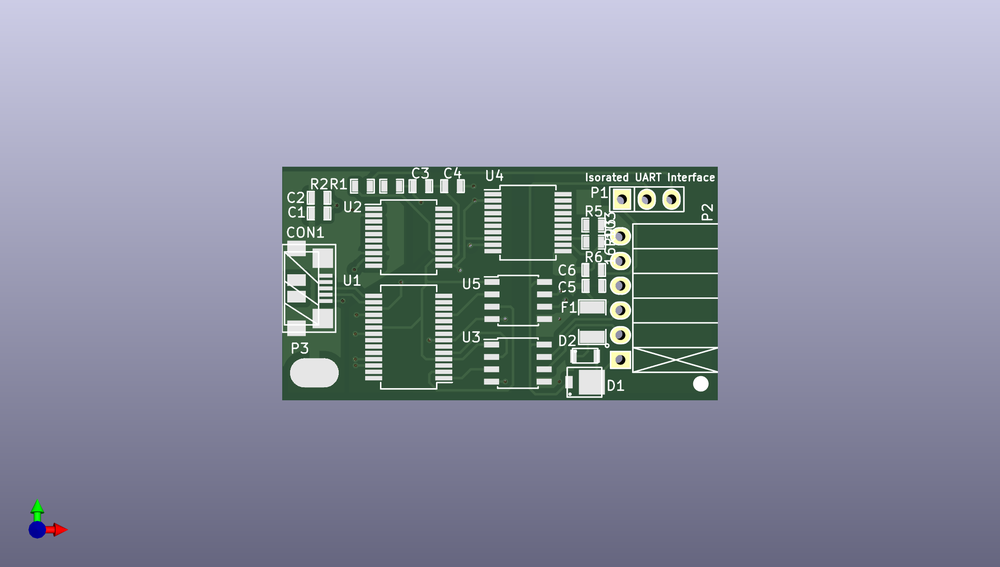 C3 C4
U4
Isorated UART Interface
R2R1
P1
C2
U2
P2
C1
R5
CON1
R6
C6
U1
U5
C5
F1
U3
D2
P3
D1